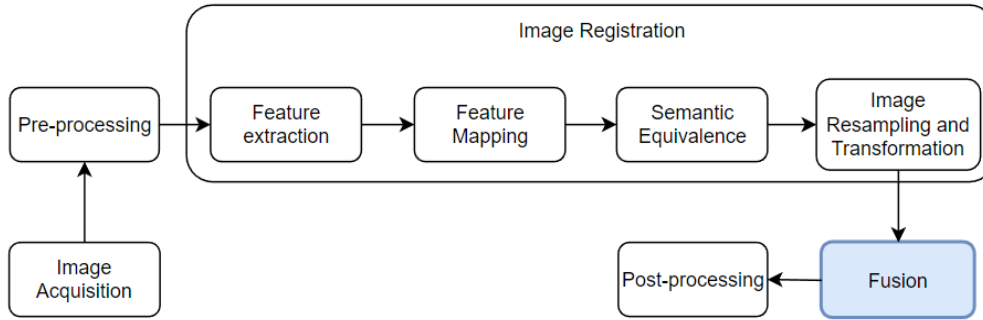 Image Registration
Pre-processing
Feature
extraction
Feature
Mapping
Semantic
Equivalence
Image
Resampling and
Transformation
Image
Acquisition
Post-processing
Fusion